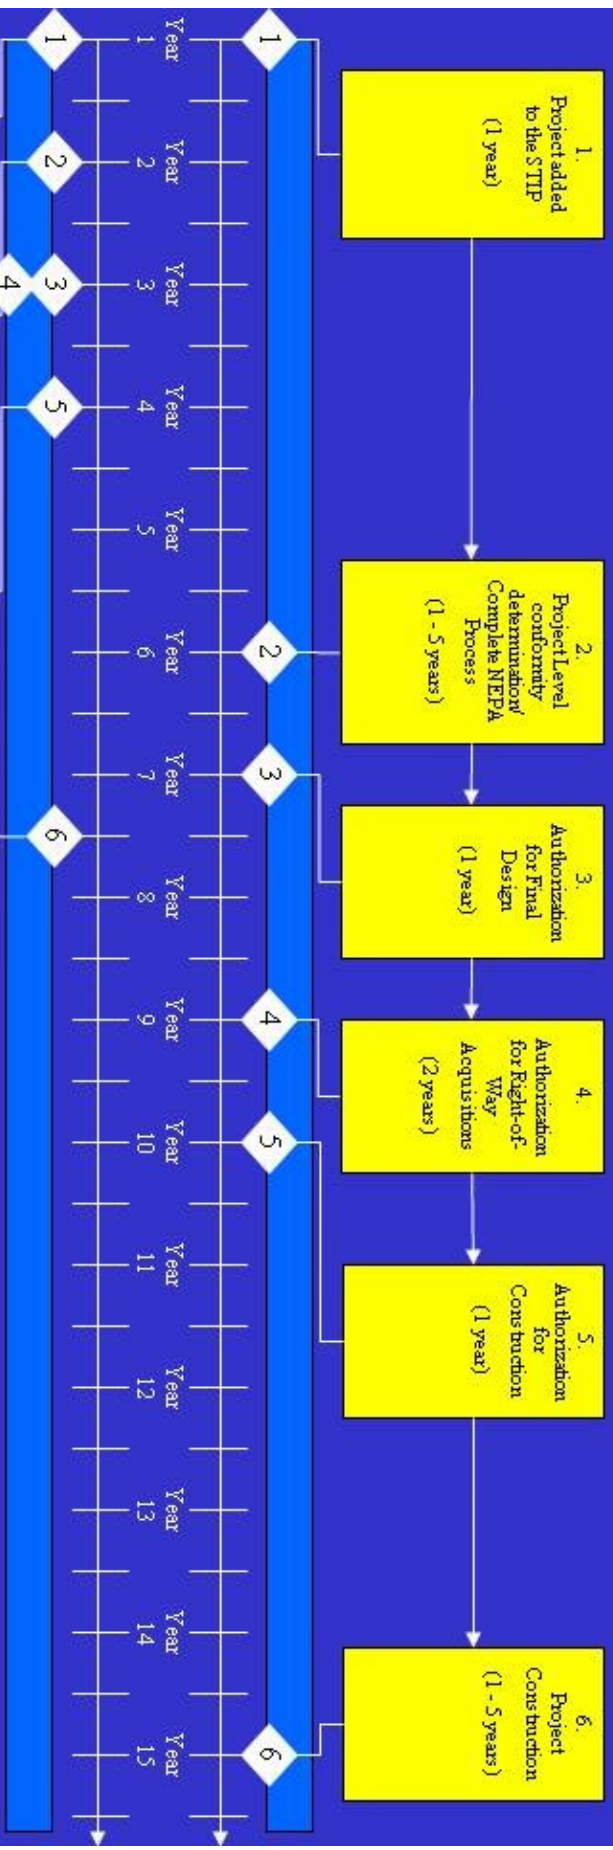 1.
Project added
to the STIP
(1 year)
2.
Project Level
conformity
determination/
Complete NEPA
Process
(1 - 5 years)
3.
Authorization
for Final
Design
(1 year)
4.
Authorization
for Right-of-
Way
Acquisitions
(2 years)
5.
Authorization
for
Construction
(1 year)
6.
Project
Construction
(1 - 5 years)
1
2
3
4
5
6
Year
1
Year
2
Year
3
Year
4
Year
5
Year
6
Year
7
Year
8
Year
9
Year
10
Year
11
Year
12
Year
13
Year
14
Year
15
1
2
3
5
6
4